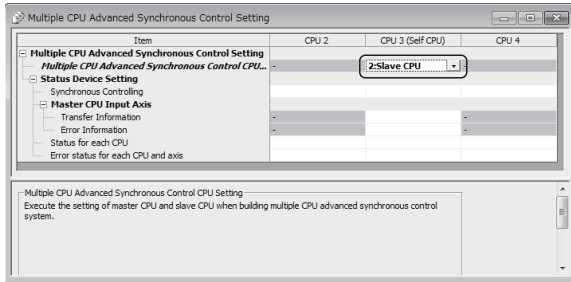 Multiple CPU Advanced Synchronous Control Setting
Item CPU 2 CPU 3 (Self CPU) CPU 4
Multiple CPU Advanced Synchronous Control Setting
Multiple CPU Advanced Synchronous Control CPU... - 2:Slave CPU -
Status Device Setting
Synchronous Controlling
Master CPU Input Axis
Transfer Information - -
Error Information - -
Status for each CPU
Error status for each CPU and axis
Multiple CPU Advanced Synchronous Control CPU Setting
Execute the setting of master CPU and slave CPU when building multiple CPU advanced synchronous control
system.